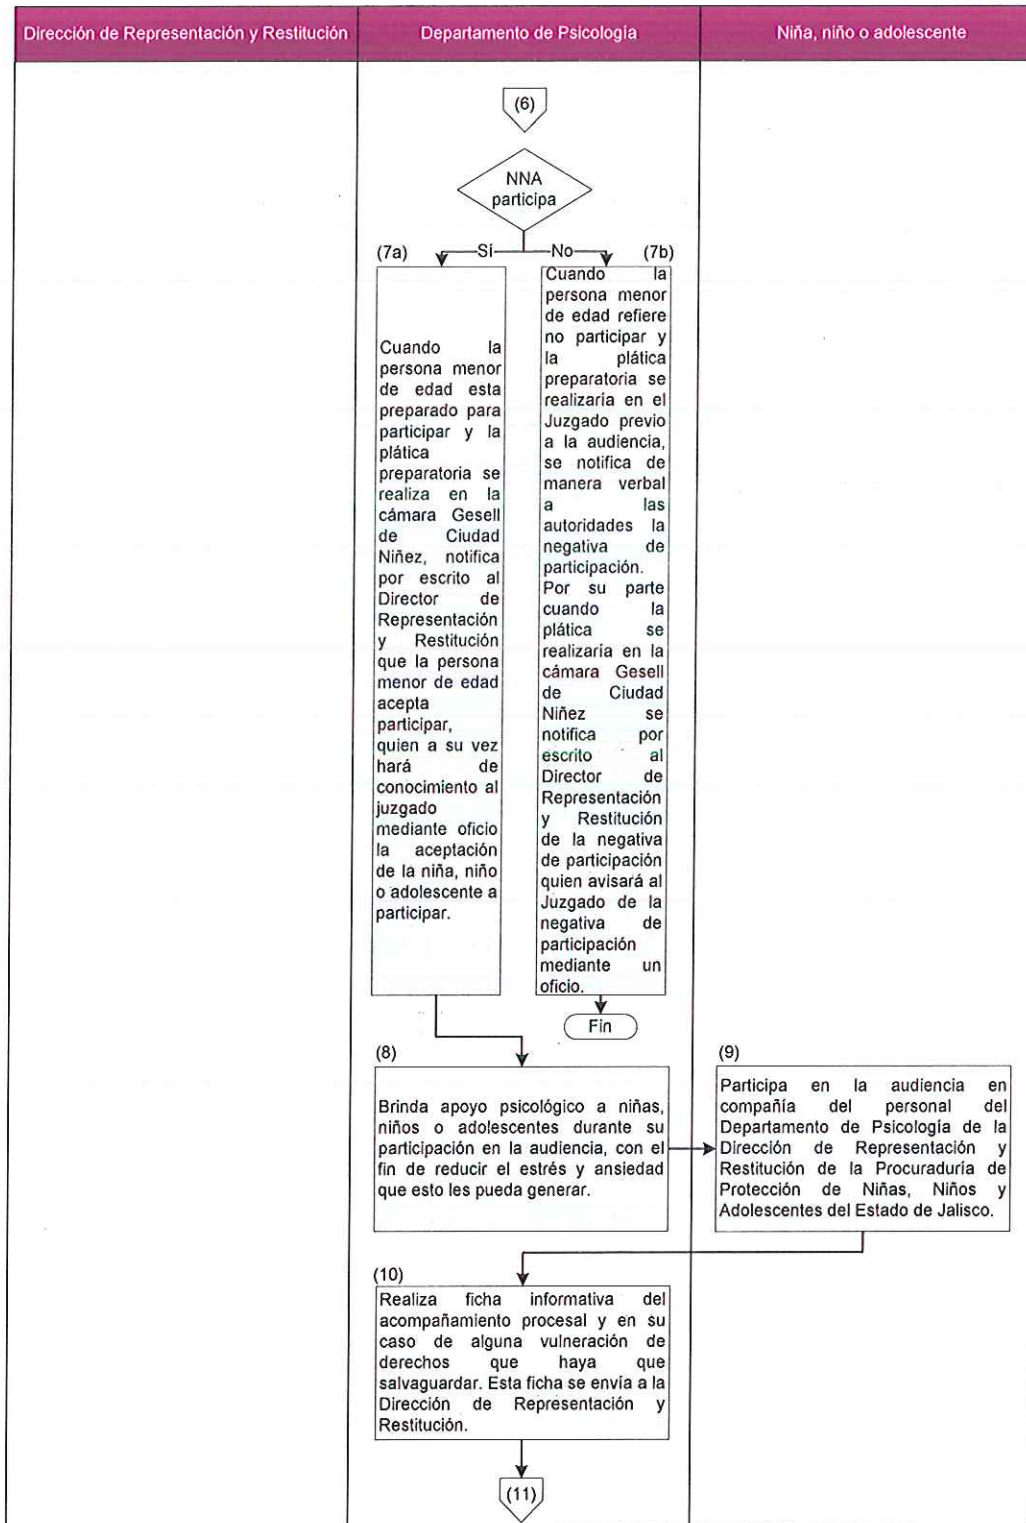 Dirección de Representación y Restitución
Departamento de Psicología
Niña, niño o adolescente
(6)
NNA
participa
(7a)
Sí
No
(7b)
Cuando la
persona menor
de edad esta
preparado para
participar y la
plática
preparatoria se
realiza en la
cámara Gesell
de Ciudad
Niñez, notifica
por escrito al
Director de
Representación
y Restitución
que la persona
menor de edad
acepta
participar,
quien a su vez
hará de
conocimiento al
juzgado
mediante oficio
la aceptación
de la niña, niño
o adolescente a
participar.
Cuando la
persona menor
de edad refiere
no participar y
la plática
preparatoria se
realizaría en el
Juzgado previo
a la audiencia,
se notifica de
manera verbal
a las
autoridades la
negativa de
participación.
Por su parte
cuando la
plática se
realizaría en la
cámara Gesell
de Ciudad
Niñez se
notifica por
escrito al
Director de
Representación
y Restitución
de la negativa
de participación
quien avisará al
Juzgado de la
negativa de
participación
mediante un
oficio.
Fin
(8)
Brinda apoyo psicológico a niñas,
niños o adolescentes durante su
participación en la audiencia, con el
fin de reducir el estrés y ansiedad
que esto les pueda generar.
(9)
Participa en la audiencia en
compañía del personal del
Departamento de Psicología de la
Dirección de Representación y
Restitución de la Procuraduría de
Protección de Niñas, Niños y
Adolescentes del Estado de Jalisco.
(10)
Realiza ficha informativa del
acompañamiento procesal y en su
caso de alguna vulneración de
derechos que haya que
salvaguardar. Esta ficha se envía a la
Dirección de Representación y
Restitución.
(11)